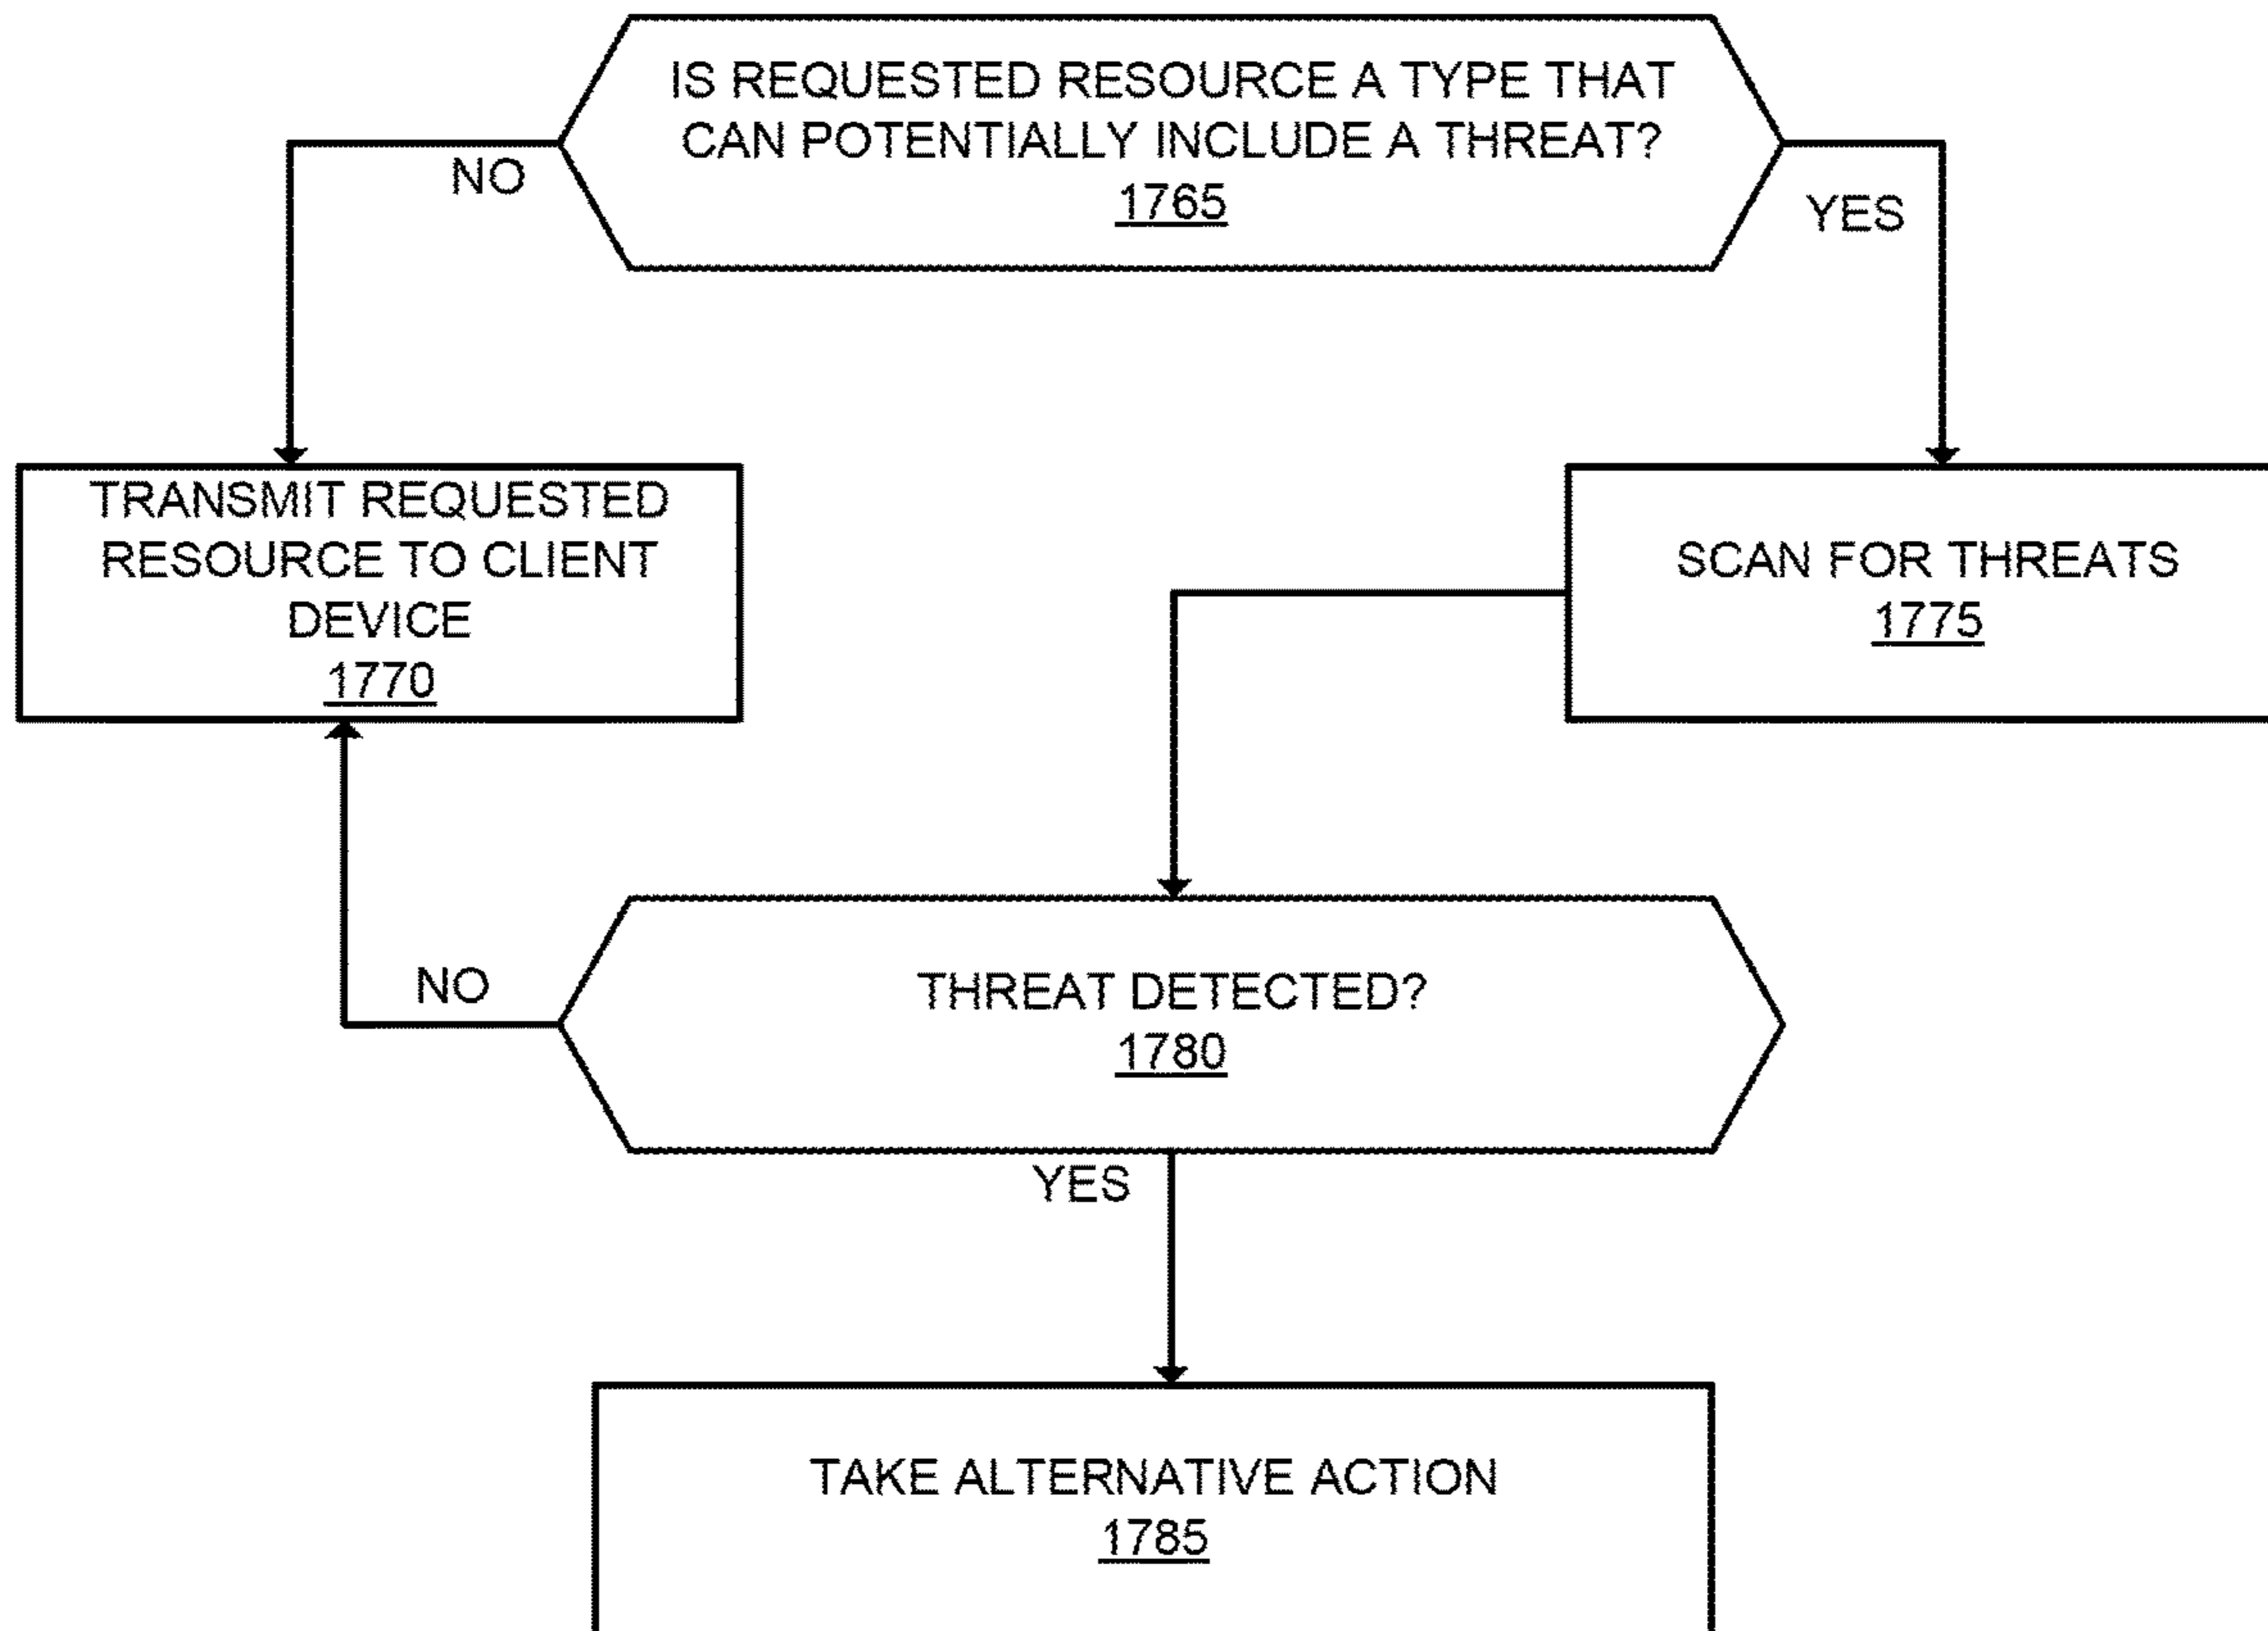 IS REQUESTED RESOURCE A TYPE THAT
CAN POTENTIALLY INCLUDE A THREAT?
1765
NO
YES
TRANSMIT REQUESTED
RESOURCE TO CLIENT
DEVICE
1770
SCAN FOR THREATS
1775
NO
THREAT DETECTED?
1780
YES
TAKE ALTERNATIVE ACTION
1785